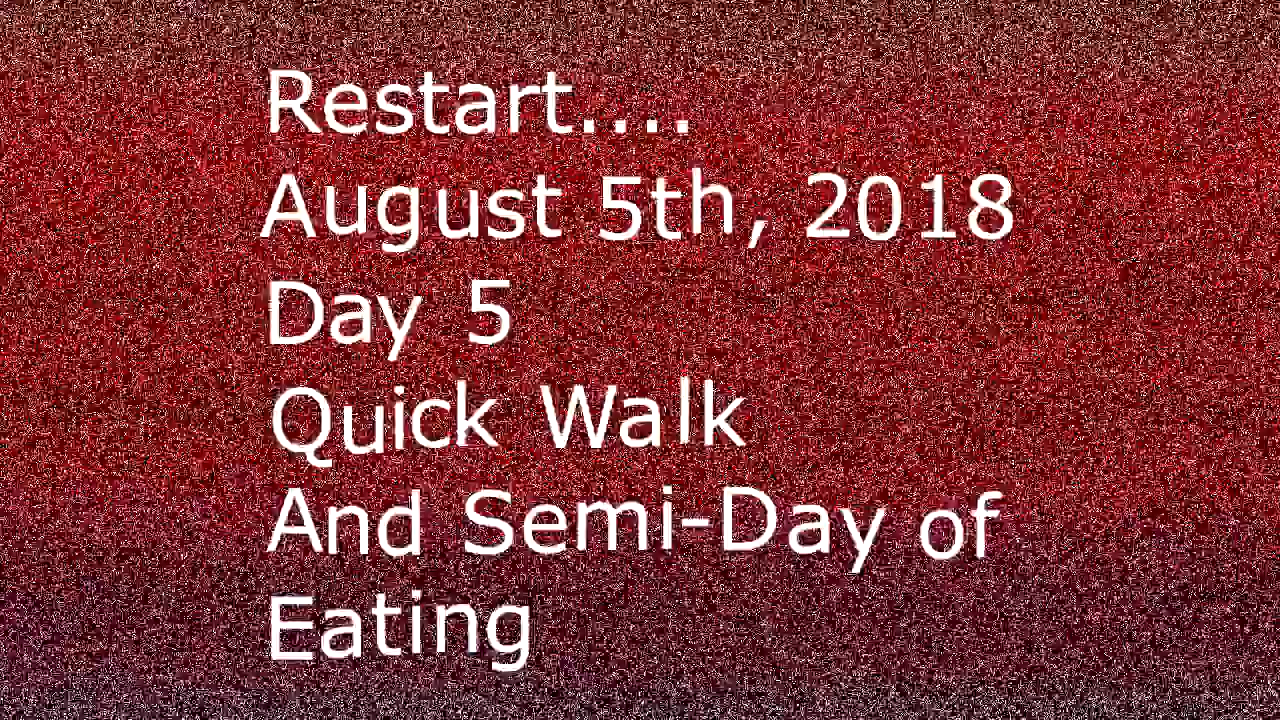 Restart....
August 5th, 2018
Day 5
Quick Walk
And Semi-Day of
Eating